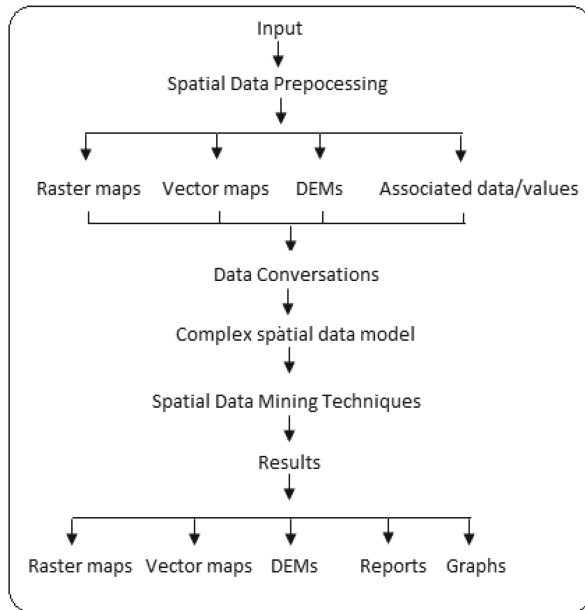 Input
Spatial Data Prepocessing
Raster maps Vector maps DEMs Associated data/values
Data Conversations
Complex spatial data model
Spatial Data Mining Techniques
Results
Raster maps Vector maps DEMs Reports Graphs